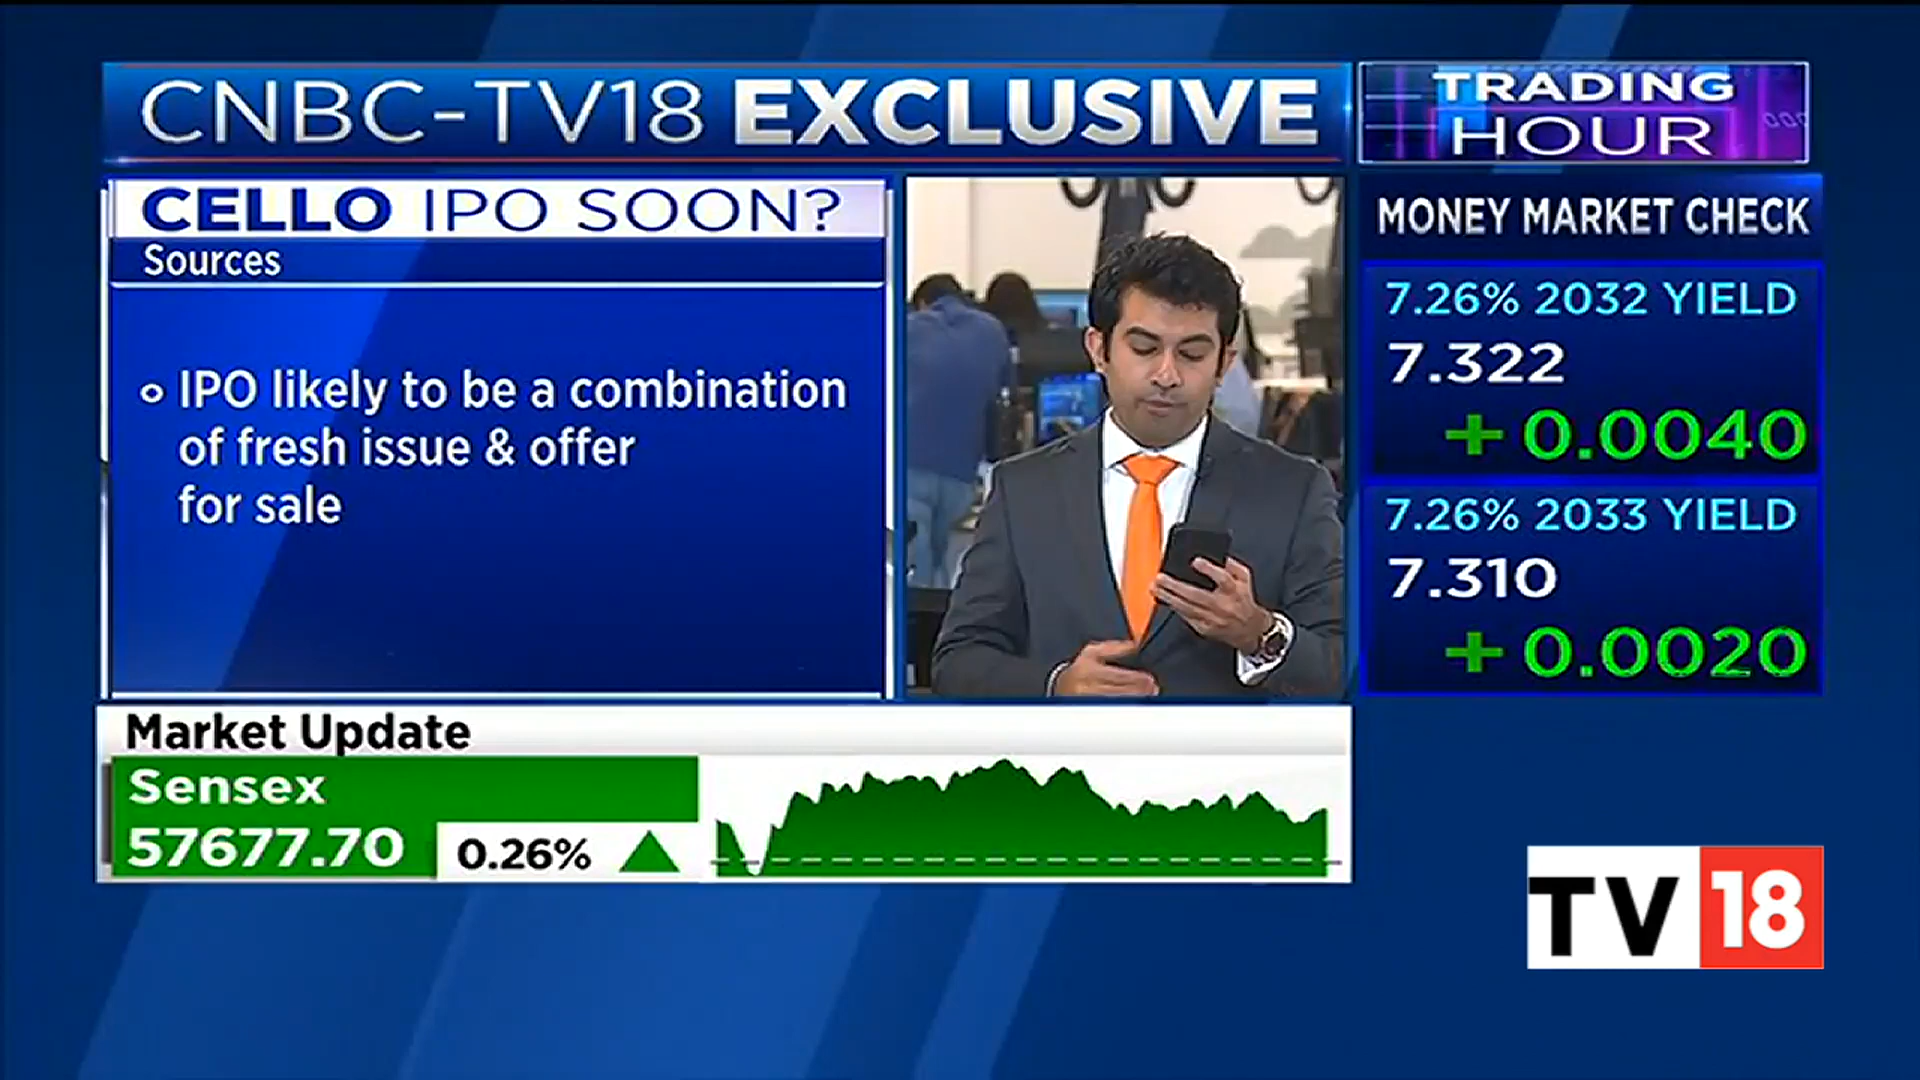 CNBC-TV18 EXCLUSIVE
TRADING
HOUR
CELLO IPO SOON?
Sources
o IPO likely to be a combination
of fresh issue & offer
for sale
MONEY MARKET CHECK
7.26% 2032 YIELD
7.322
+ 0.0040
7.26% 2033 YIELD
7.310
+ 0.0020
Market Update
Sensex
57677.70 0.26%
TV18